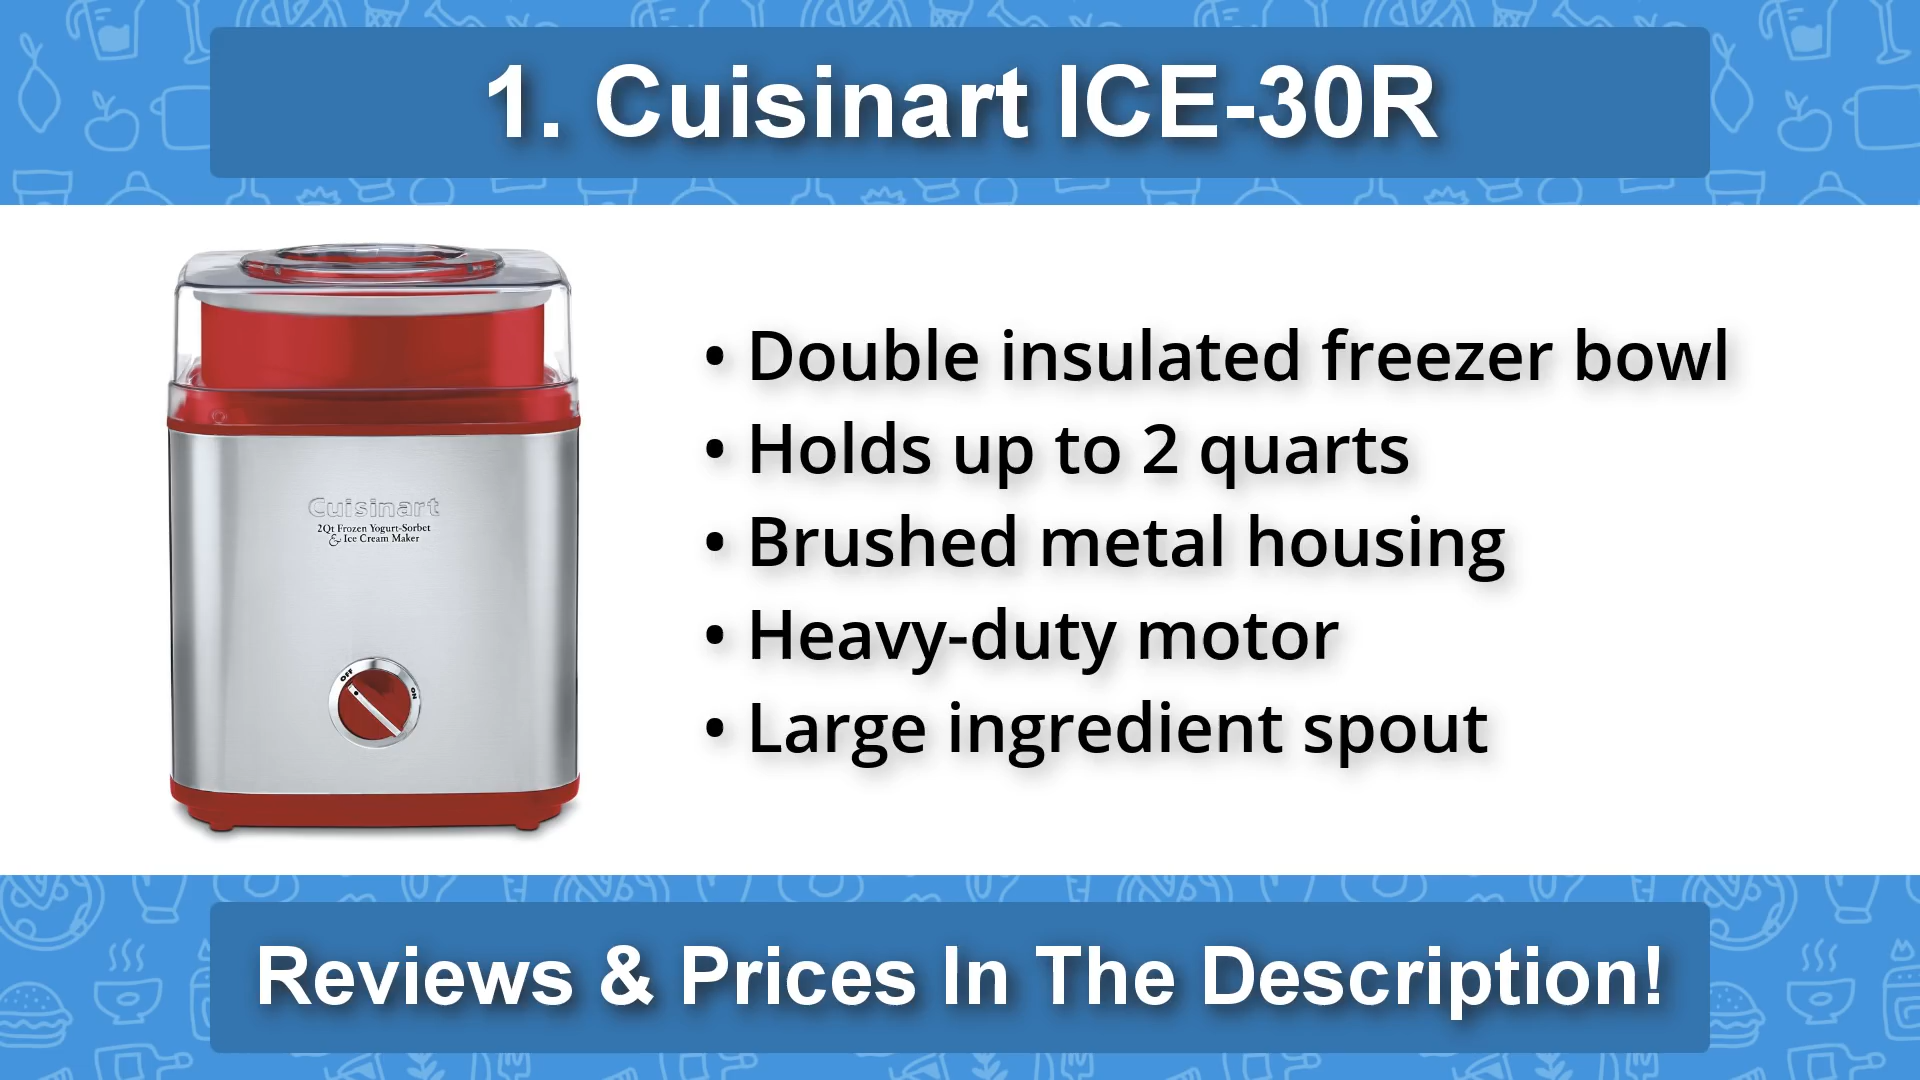 1. Cuisinart ICE-30R
Cuisinart
2Qt Frozen Yogurt-Sorbet
& Ice Cream Maker
OFF
ON
• Double insulated freezer bowl
• Holds up to 2 quarts
• Brushed metal housing
• Heavy-duty motor
• Large ingredient spout
Reviews & Prices In The Description!